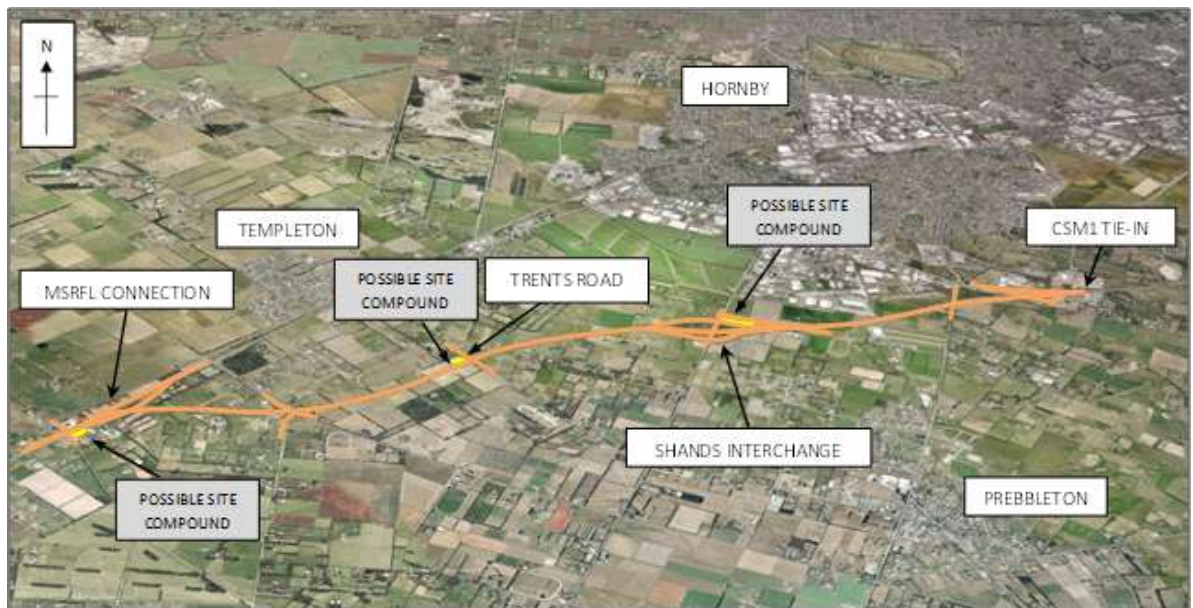 N
HORNBY
POSSIBLE SITE
COMPOUND
CSM1 TIE-IN
TEMPLETON
POSSIBLE SITE
COMPOUND
TRENTS ROAD
MSRFL CONNECTION
SHANDS INTERCHANGE
POSSIBLE SITE
COMPOUND
PREBBLETON